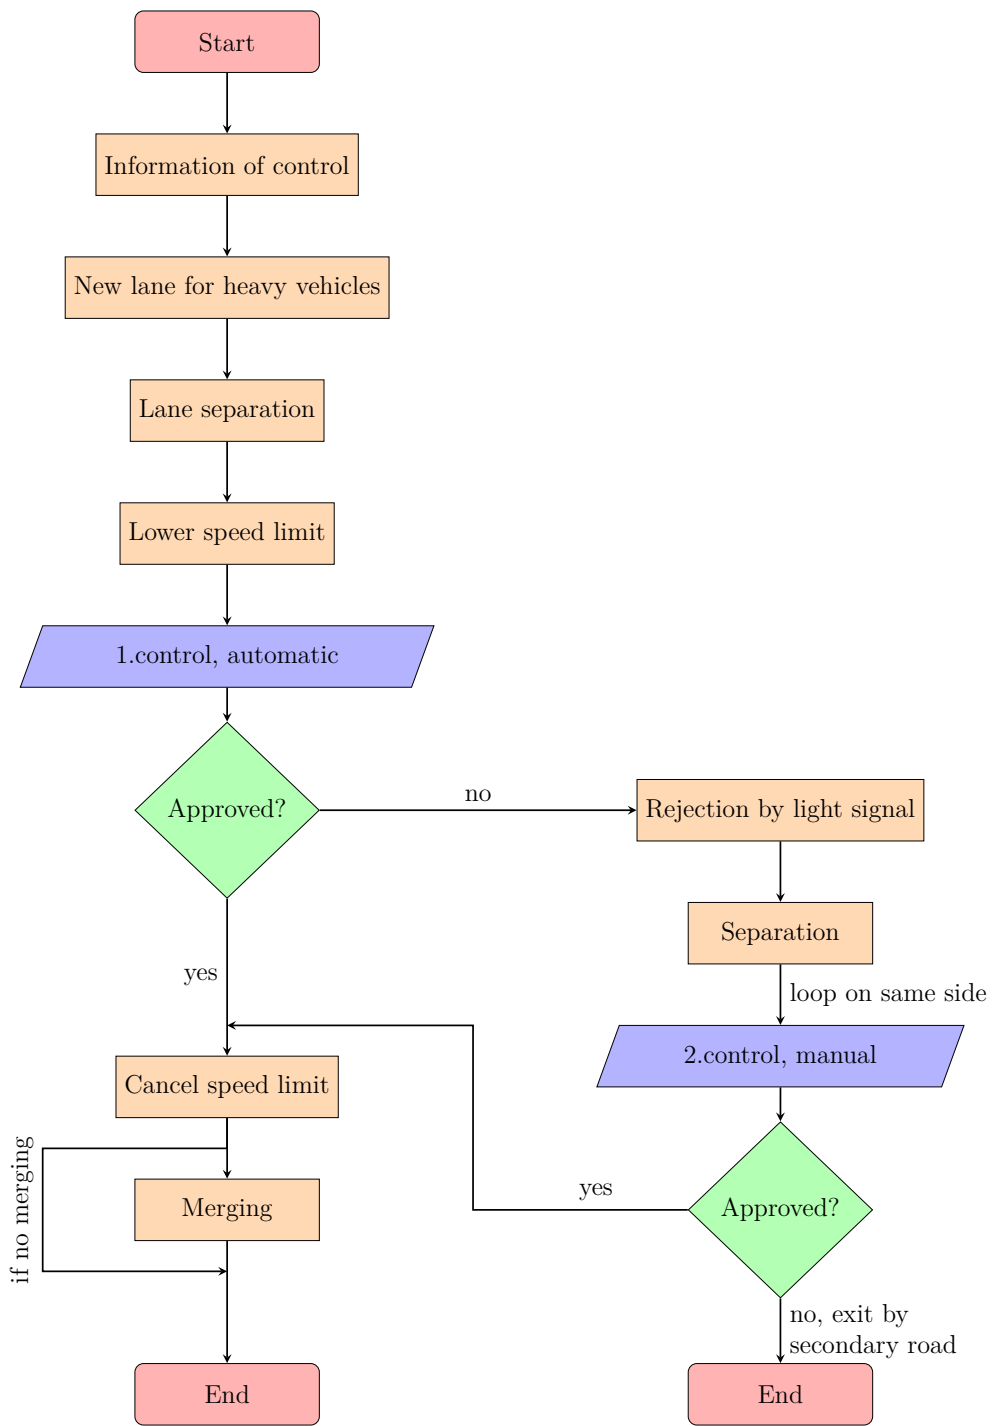 Start
Information of control
New lane for heavy vehicles
Lane separation
Lower speed limit
1.control, automatic
Approved?
no
Rejection by light signal
Separation
yes
loop on same side
2.control, manual
Cancel speed limit
if no merging
Merging
yes
Approved?
no, exit by
secondary road
End
End